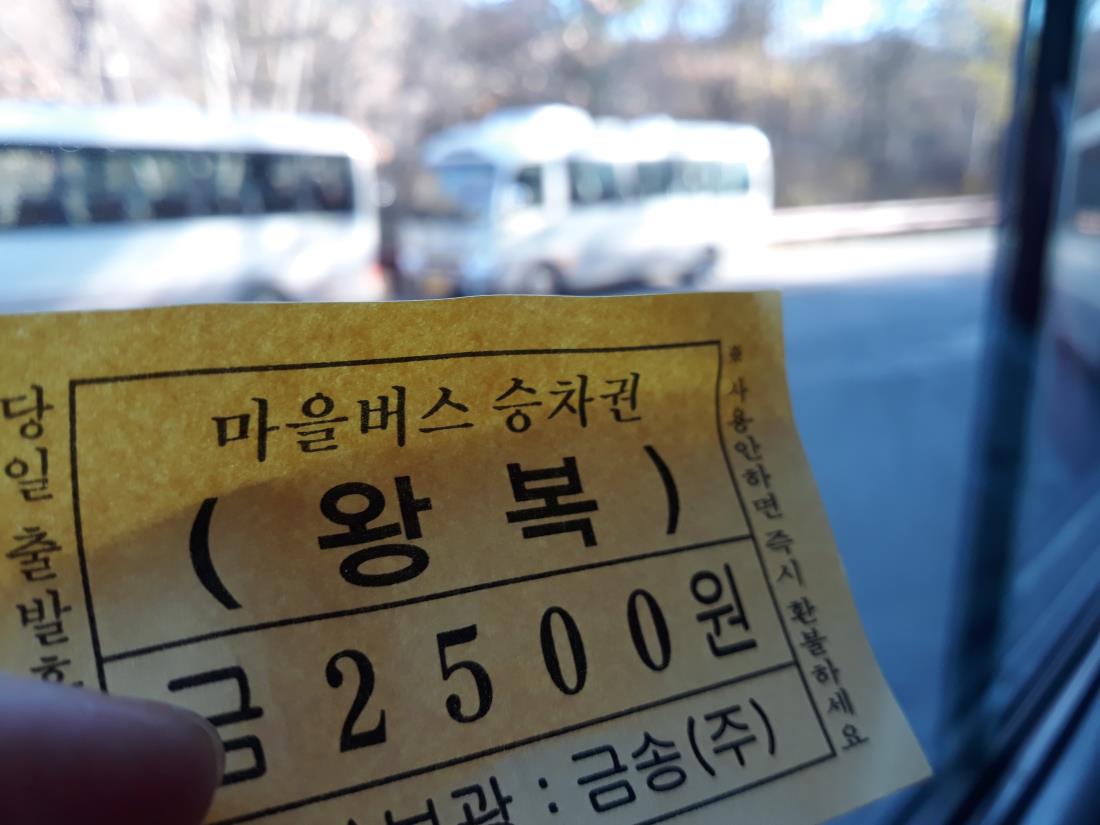 마을버스 승차권
( 왕 복 )
금 2500원
광 : 금송(주)
당일 출발
※ 사용안하면 즉시 환불하세요